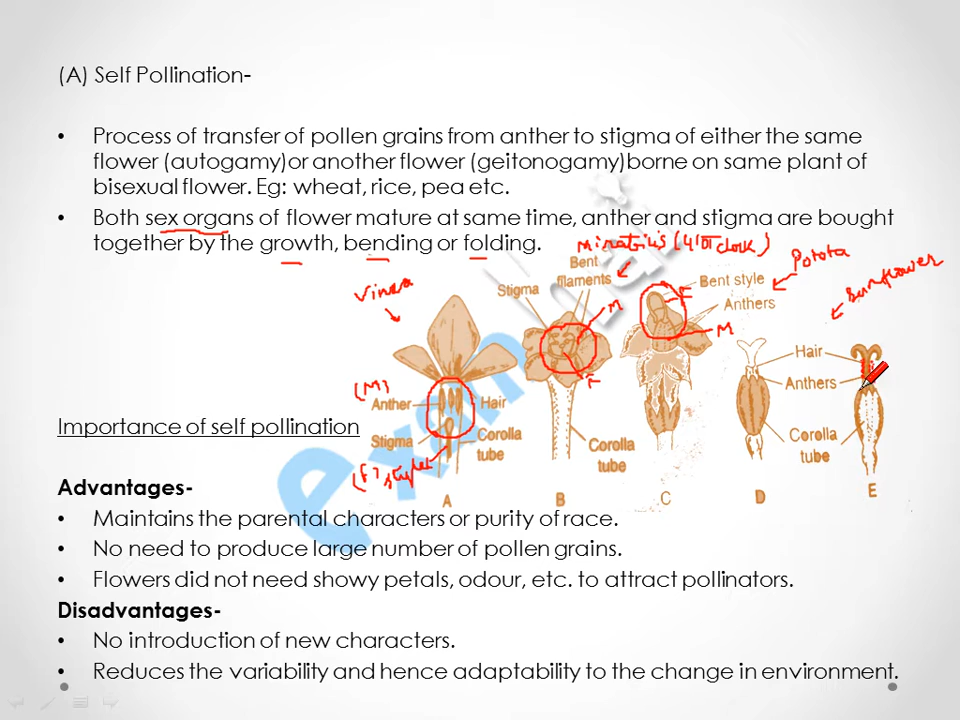 (A) Self Pollination-
• Process of transfer of pollen grains from anther to stigma of either the same
flower (autogamy)or another flower (geitonogamy)borne on same plant of
bisexual flower. Eg: wheat, rice, pea etc.
• Both sex organs of flower mature at same time, anther and stigma are bought
together by the growth, bending or folding.
(4'0 clock)
Potota
Sunflower
Vinca
Bent
filaments
Stigma
Bent style
Anthers
M
F
M
F
Hair
Anthers
Corolla
tube
(M)
Anther
Hair
Stigma
Corolla
tube
(F) style
Corolla
tube
A
B
C
D
E
Importance of self pollination
exam
Advantages-
• Maintains the parental characters or purity of race.
• No need to produce large number of pollen grains.
• Flowers did not need showy petals, odour, etc. to attract pollinators.
Disadvantages-
• No introduction of new characters.
• Reduces the variability and hence adaptability to the change in environment.